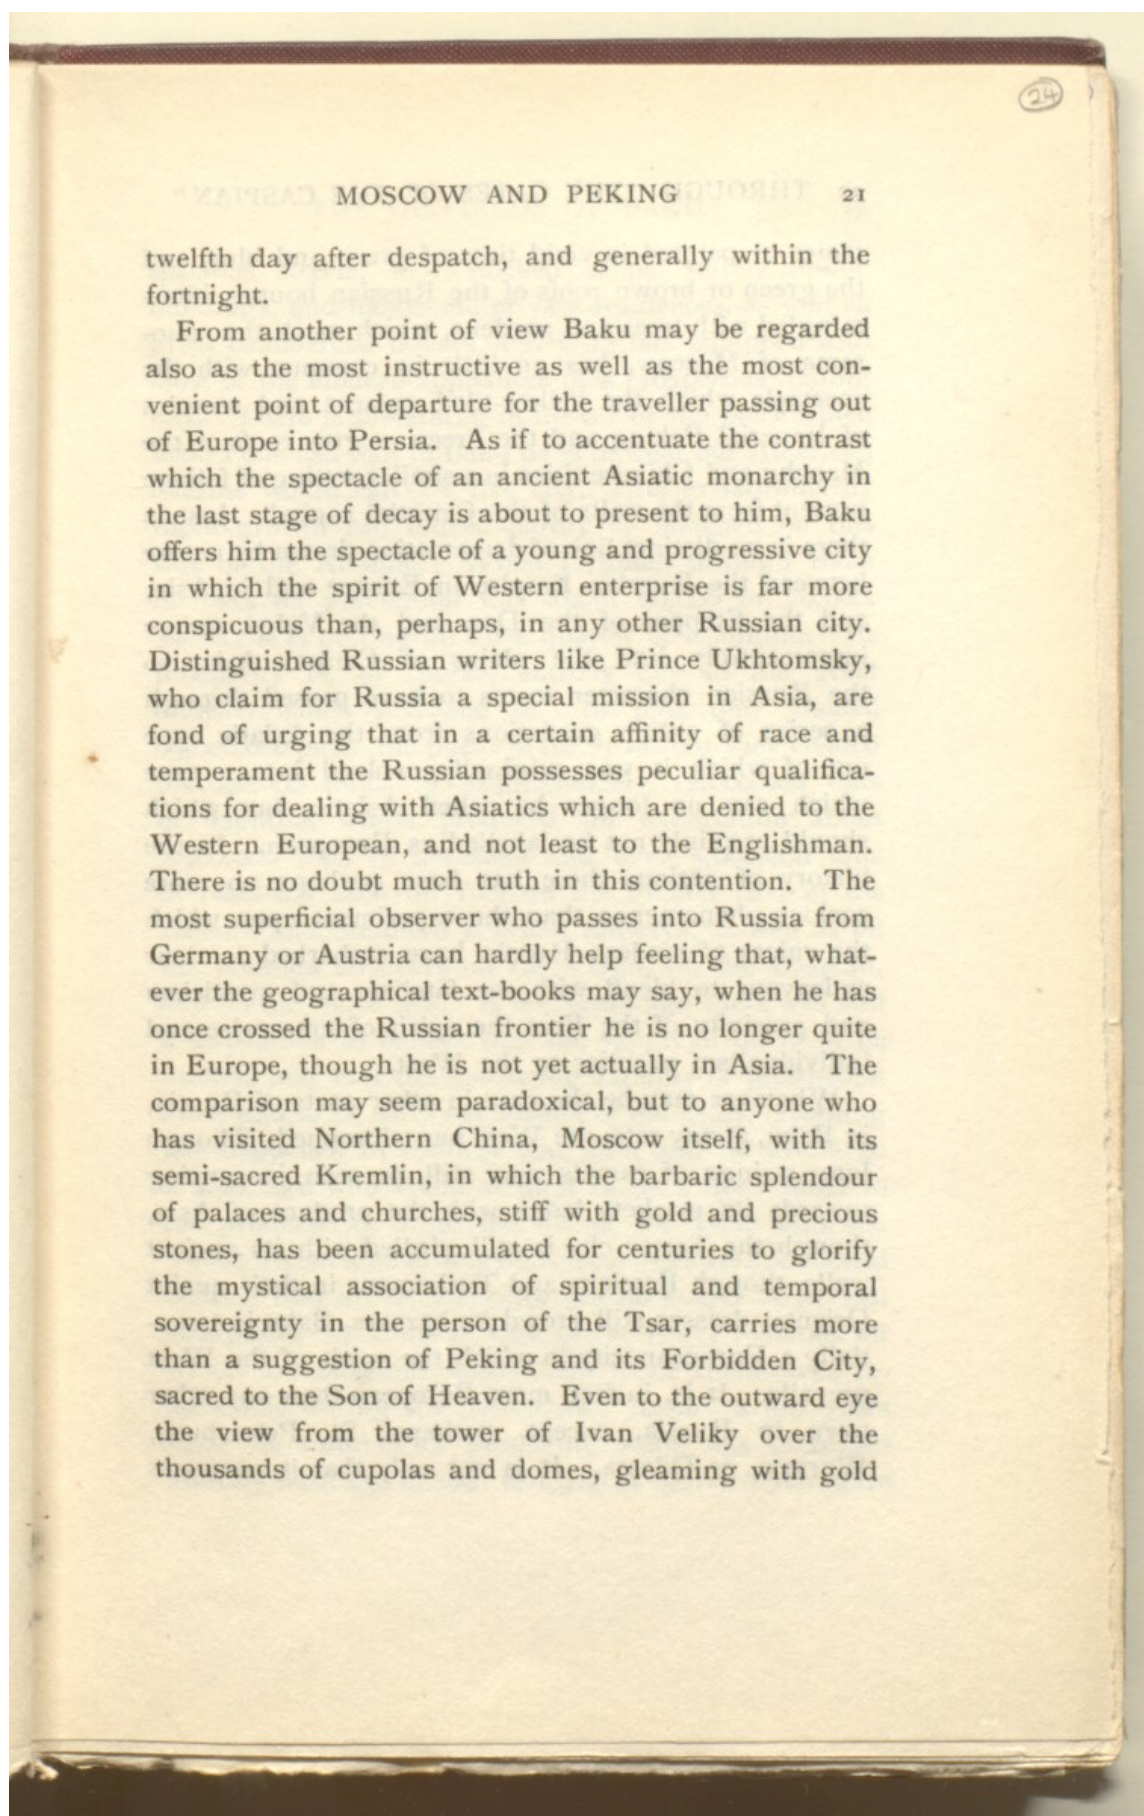 24
MOSCOW AND PEKING 21
twelfth day after despatch, and generally within the
fortnight.
From another point of view Baku may be regarded
also as the most instructive as well as the most con-
venient point of departure for the traveller passing out
of Europe into Persia. As if to accentuate the contrast
which the spectacle of an ancient Asiatic monarchy in
the last stage of decay is about to present to him, Baku
offers him the spectacle of a young and progressive city
in which the spirit of Western enterprise is far more
conspicuous than, perhaps, in any other Russian city.
Distinguished Russian writers like Prince Ukhtomsky,
who claim for Russia a special mission in Asia, are
fond of urging that in a certain affinity of race and
temperament the Russian possesses peculiar qualifica-
tions for dealing with Asiatics which are denied to the
Western European, and not least to the Englishman.
There is no doubt much truth in this contention. The
most superficial observer who passes into Russia from
Germany or Austria can hardly help feeling that, what-
ever the geographical text-books may say, when he has
once crossed the Russian frontier he is no longer quite
in Europe, though he is not yet actually in Asia. The
comparison may seem paradoxical, but to anyone who
has visited Northern China, Moscow itself, with its
semi-sacred Kremlin, in which the barbaric splendour
of palaces and churches, stiff with gold and precious
stones, has been accumulated for centuries to glorify
the mystical association of spiritual and temporal
sovereignty in the person of the Tsar, carries more
than a suggestion of Peking and its Forbidden City,
sacred to the Son of Heaven. Even to the outward eye
the view from the tower of Ivan Veliky over the
thousands of cupolas and domes, gleaming with gold